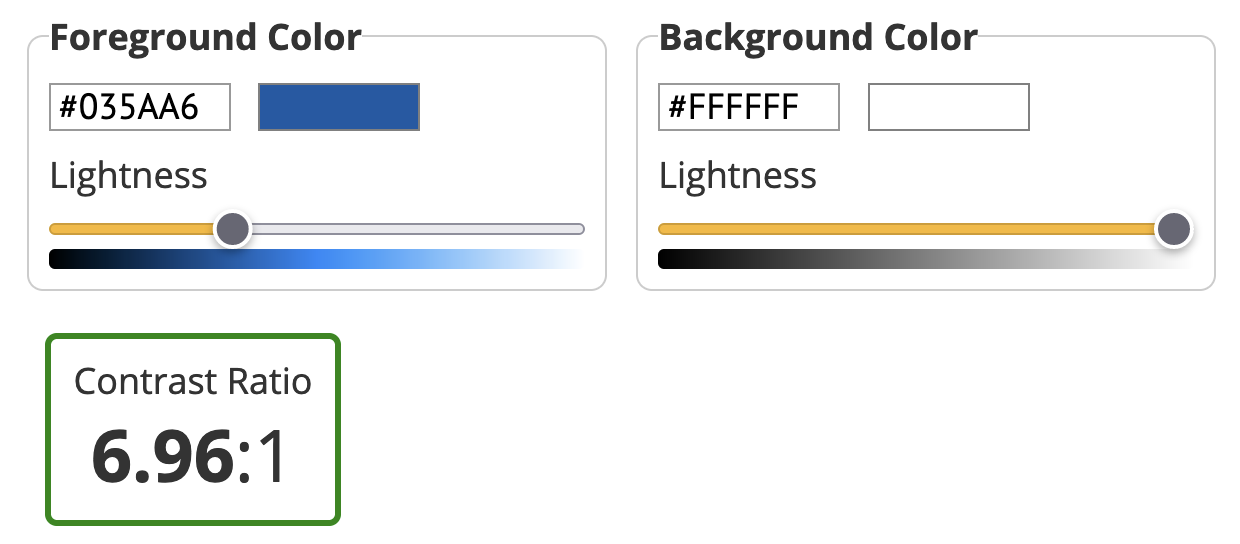 Foreground Color
#035AA6
Lightness
Background Color
#FFFFFF
Lightness
Contrast Ratio
6.96:1